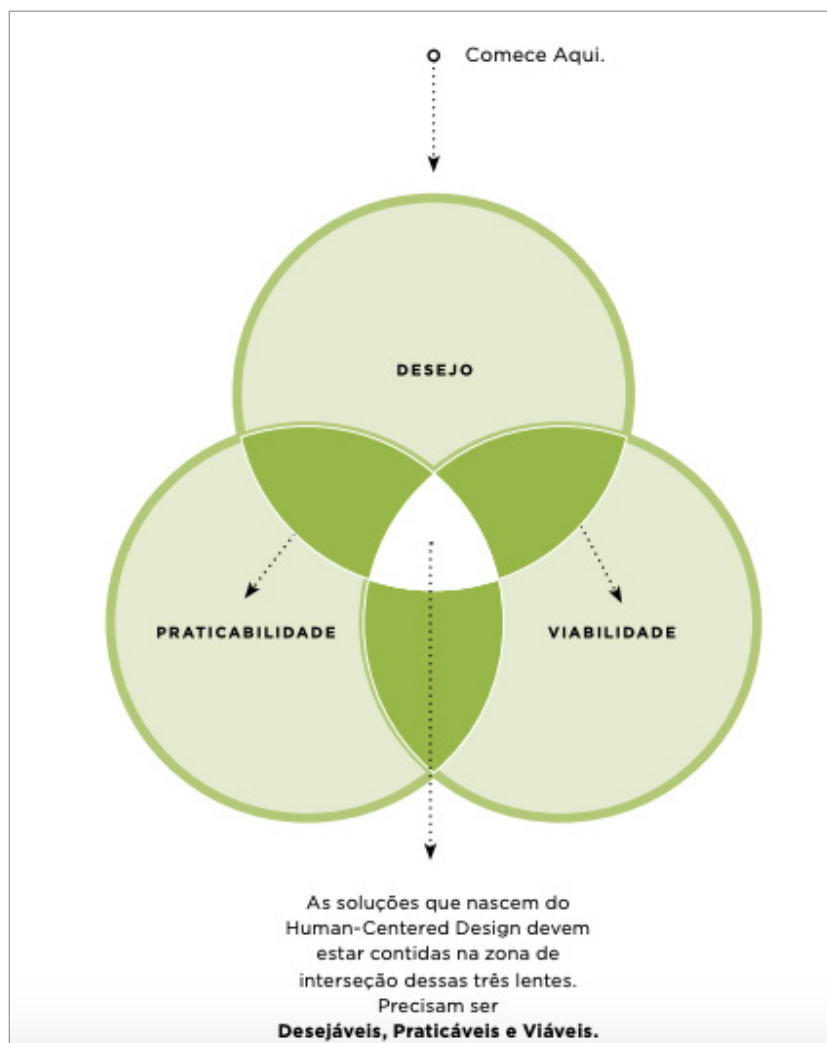 Comece Aqui.
DESEJO
PRATICABILIDADE
VIABILIDADE
As soluções que nascem do
Human-Centered Design devem
estar contidas na zona de
interseção dessas três lentes.
Precisam ser
Desejáveis, Praticáveis e Viáveis.